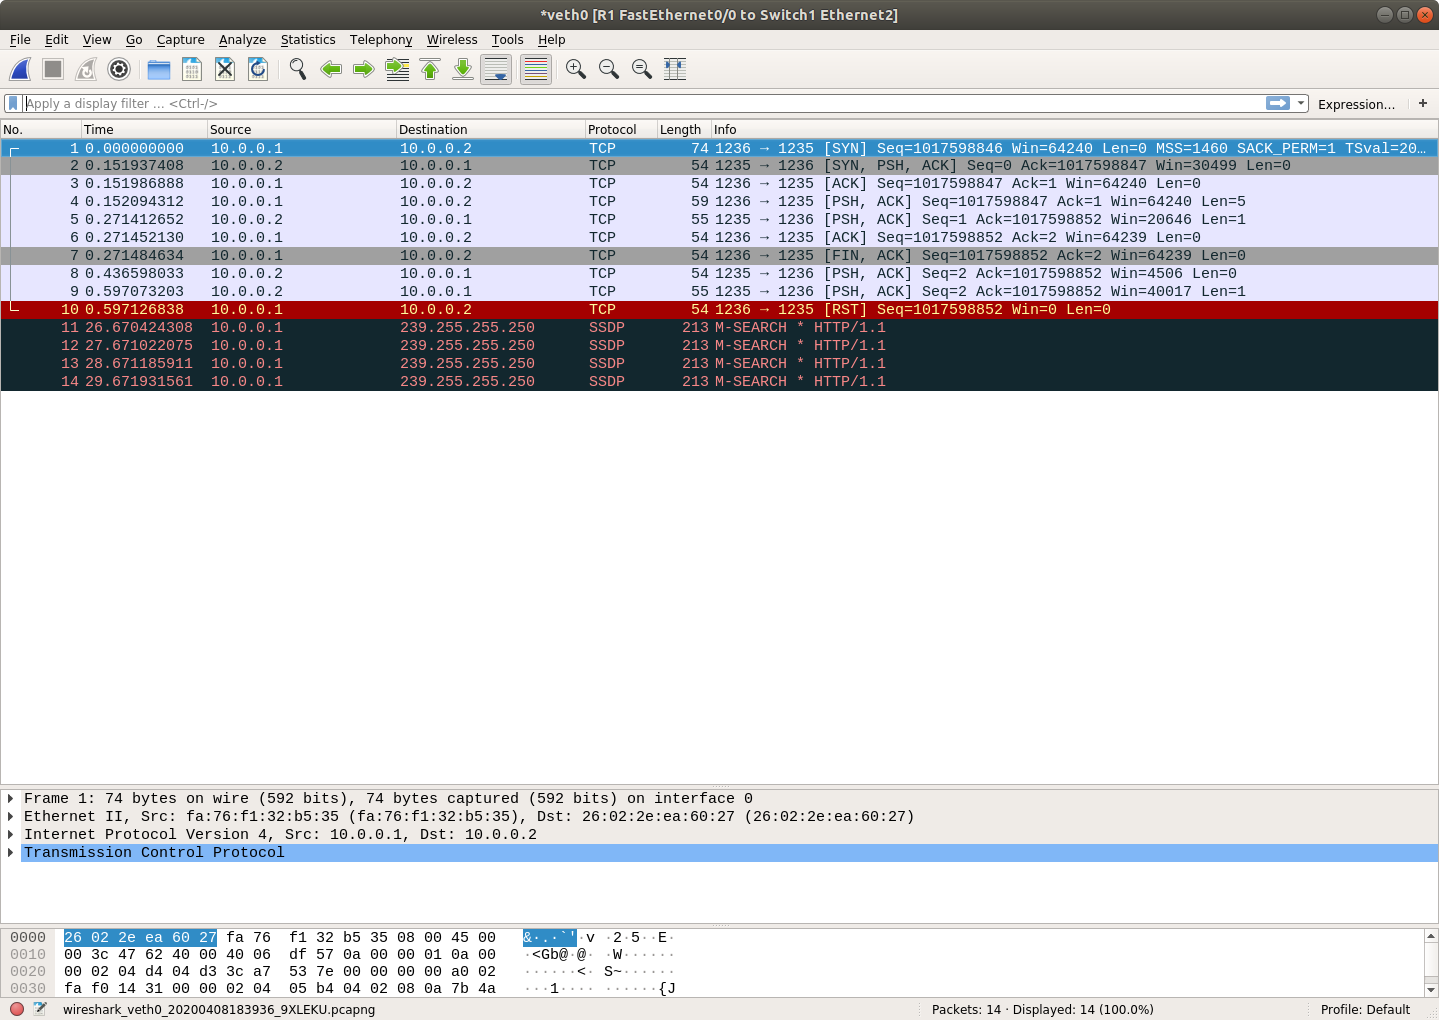 *veth0 [R1 FastEthernet0/0 to Switch1 Ethernet2]
File Edit View Go Capture Analyze Statistics Telephony Wireless Tools Help
Apply a display filter … <Ctrl-/> Expression… +
No. Time Source Destination Protocol Length Info
1 0.000000000 10.0.0.1 10.0.0.2 TCP 74 1236 → 1235 [SYN] Seq=1017598846 Win=64240 Len=0 MSS=1460 SACK_PERM=1 TSval=20…
2 0.151937408 10.0.0.2 10.0.0.1 TCP 54 1235 → 1236 [SYN, PSH, ACK] Seq=0 Ack=1017598847 Win=30499 Len=0
3 0.151986888 10.0.0.1 10.0.0.2 TCP 54 1236 → 1235 [ACK] Seq=1017598847 Ack=1 Win=64240 Len=0
4 0.152094312 10.0.0.1 10.0.0.2 TCP 59 1236 → 1235 [PSH, ACK] Seq=1017598847 Ack=1 Win=64240 Len=5
5 0.271412652 10.0.0.2 10.0.0.1 TCP 55 1235 → 1236 [PSH, ACK] Seq=1 Ack=1017598852 Win=20646 Len=1
6 0.271452130 10.0.0.1 10.0.0.2 TCP 54 1236 → 1235 [ACK] Seq=1017598852 Ack=2 Win=64239 Len=0
7 0.271484634 10.0.0.1 10.0.0.2 TCP 54 1236 → 1235 [FIN, ACK] Seq=1017598852 Ack=2 Win=64239 Len=0
8 0.436598033 10.0.0.2 10.0.0.1 TCP 54 1235 → 1236 [PSH, ACK] Seq=2 Ack=1017598852 Win=4506 Len=0
9 0.597073203 10.0.0.2 10.0.0.1 TCP 55 1235 → 1236 [PSH, ACK] Seq=2 Ack=1017598852 Win=40017 Len=1
10 0.597126838 10.0.0.1 10.0.0.2 TCP 54 1236 → 1235 [RST] Seq=1017598852 Win=0 Len=0
11 26.670424308 10.0.0.1 239.255.255.250 SSDP 213 M-SEARCH * HTTP/1.1
12 27.671022075 10.0.0.1 239.255.255.250 SSDP 213 M-SEARCH * HTTP/1.1
13 28.671185911 10.0.0.1 239.255.255.250 SSDP 213 M-SEARCH * HTTP/1.1
14 29.671931561 10.0.0.1 239.255.255.250 SSDP 213 M-SEARCH * HTTP/1.1
Frame 1: 74 bytes on wire (592 bits), 74 bytes captured (592 bits) on interface 0
Ethernet II, Src: fa:76:f1:32:b5:35 (fa:76:f1:32:b5:35), Dst: 26:02:2e:ea:60:27 (26:02:2e:ea:60:27)
Internet Protocol Version 4, Src: 10.0.0.1, Dst: 10.0.0.2
Transmission Control Protocol
0000 26 02 2e ea 60 27 fa 76 f1 32 b5 35 08 00 45 00 &·.·`'·v ·2·5··E·
0010 00 3c 47 62 40 00 40 06 df 57 0a 00 00 01 0a 00 ·<Gb@·@· ·W······
0020 00 02 04 d4 04 d3 3c a7 53 7e 00 00 00 00 a0 02 ······<· S~······
0030 fa f0 14 31 00 00 02 04 05 b4 04 02 08 0a 7b 4a ···1···· ······{J
wireshark_veth0_20200408183936_9XLEKU.pcapng Packets: 14 · Displayed: 14 (100.0%) Profile: Default